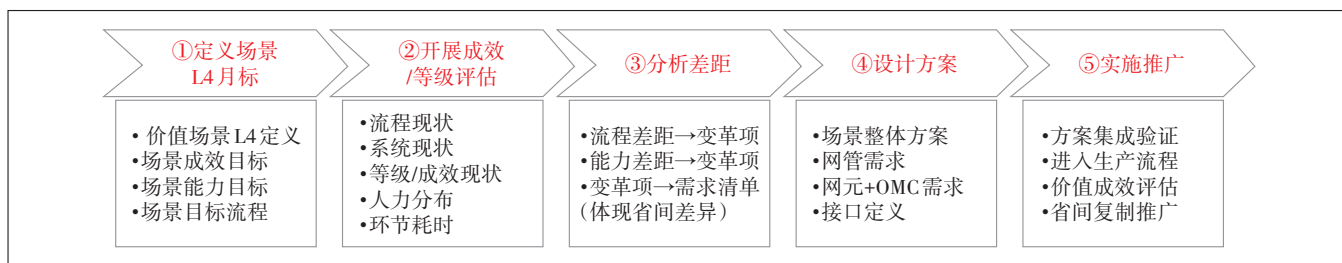 ①定义场景
L4月标
②开展成效
/等级评估
③分析差距
④设计方案
⑤实施推广
•价值场景L4定义
•场景成效目标
•场景能力目标
•场景目标流程
•流程现状
•系统现状
•等级/成效现状
•人力分布
•环节耗时
•流程差距→变革项
•能力差距→变革项
•变革项→需求清单
（体现省间差异）
•场景整体方案
•网管需求
•网元+OMC需求
•接口定义
•方案集成验证
•进入生产流程
•价值成效评估
•省间复制推广